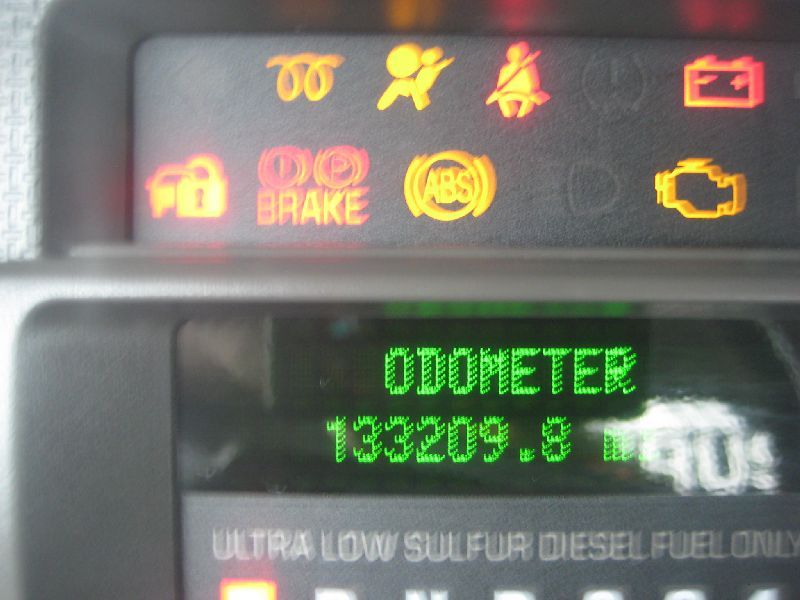 BRAKE
ABS
ODOMETER
133209.8
ULTRA LOW SULFUR DIESEL FUEL ONLY